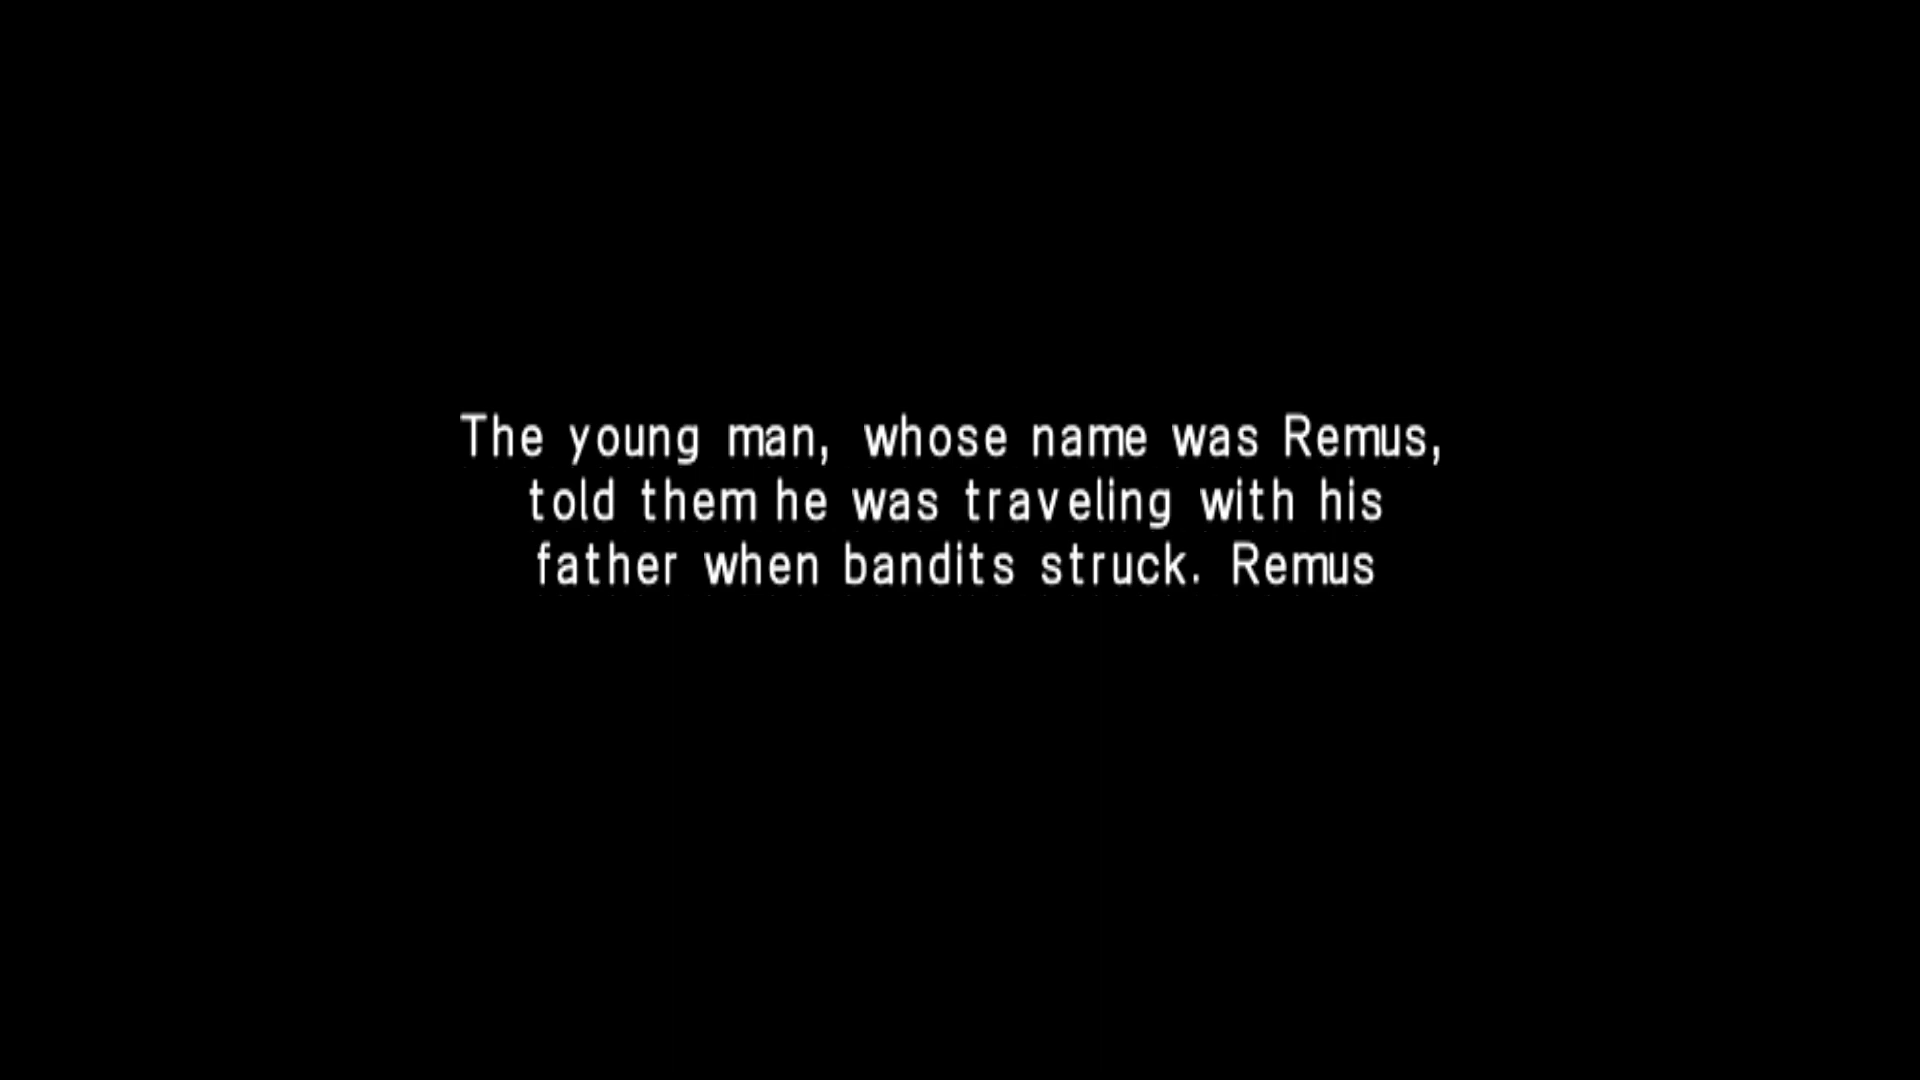 The young man, whose name was Remus,
told them he was traveling with his
father when bandits struck. Remus